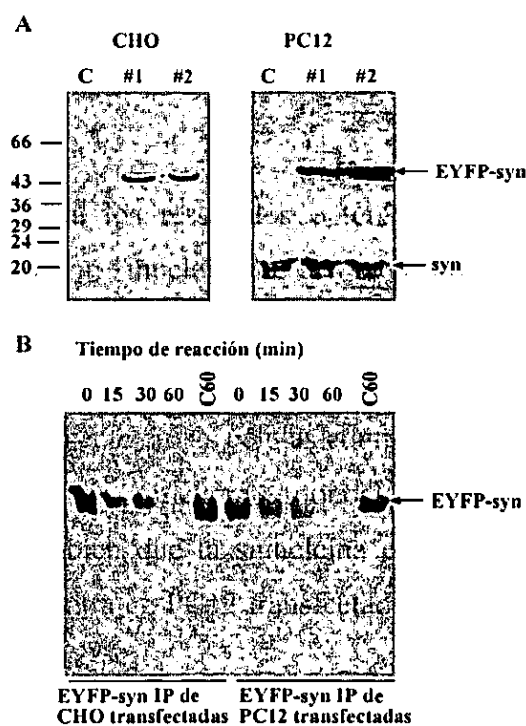 A
CHO PC12
C #1 #2 C #1 #2
66
43
36
29
24
20
EYFP-syn
syn
B Tiempo de reacción (min)
0 15 30 60 C60 0 15 30 60 C60
EYFP-syn
EYFP-syn IP de CHO transfectadas
EYFP-syn IP de PC12 transfectadas